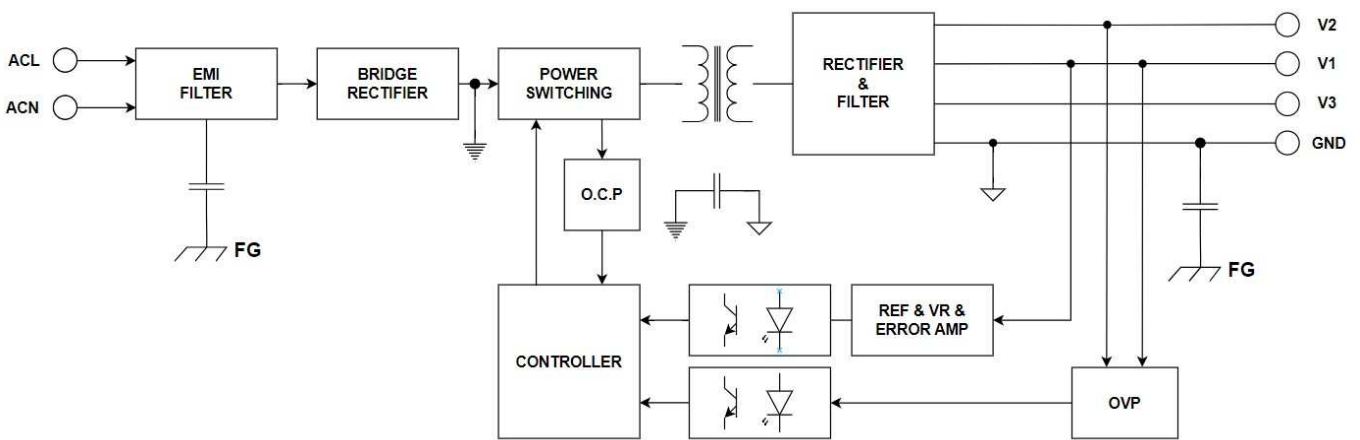 ACL
ACN
EMI
FILTER
BRIDGE
RECTIFIER
POWER
SWITCHING
RECTIFIER
&
FILTER
V2
V1
V3
GND
O.C.P
FG
FG
CONTROLLER
REF & VR &
ERROR AMP
OVP